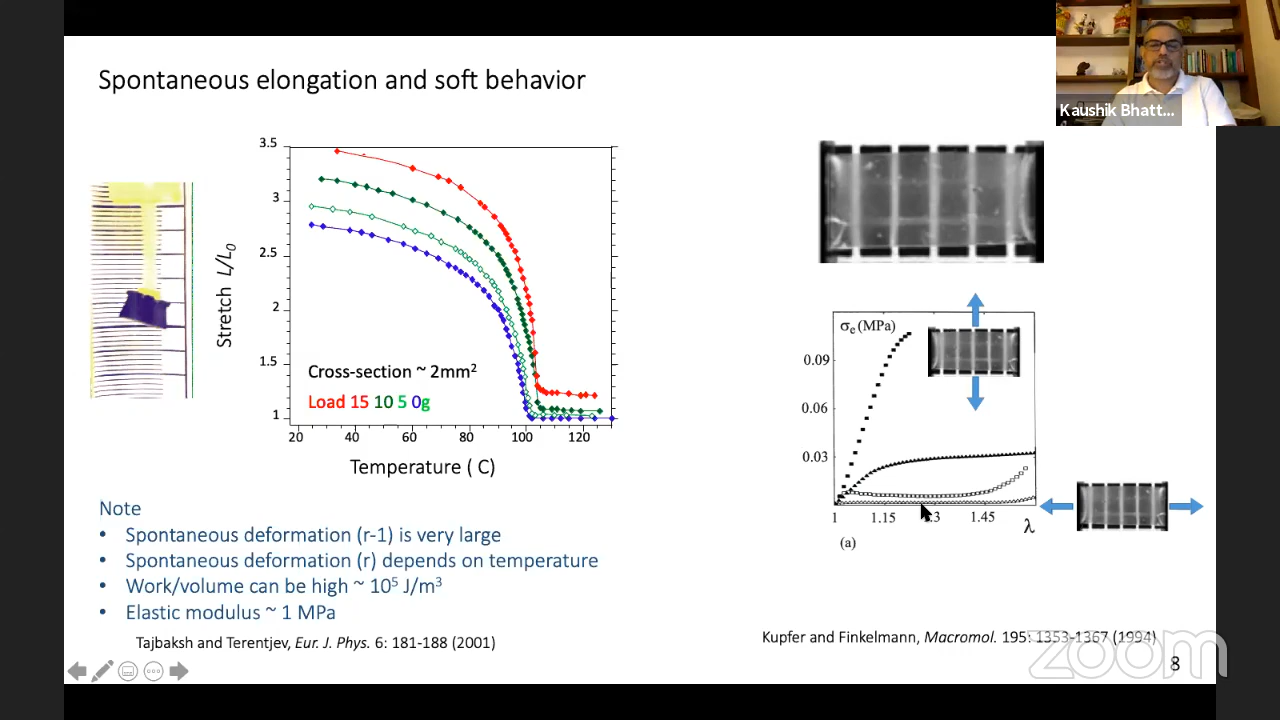 Spontaneous elongation and soft behavior
Kaushik Bhatt...
3.5
3
2.5
2
1.5
1
Stretch L/L0
Cross-section ~ 2mm²
Load 15 10 5 0g
20 40 60 80 100 120
Temperature ( C)
σe (MPa)
0.09
0.06
0.03
1 1.15 1.3 1.45 λ
(a)
Note
• Spontaneous deformation (r-1) is very large
• Spontaneous deformation (r) depends on temperature
• Work/volume can be high ~ 10⁵ J/m³
• Elastic modulus ~ 1 MPa
Tajbaksh and Terentjev, Eur. J. Phys. 6: 181-188 (2001)
Kupfer and Finkelmann, Macromol. 195: 1353-1367 (1994)
zoom
8